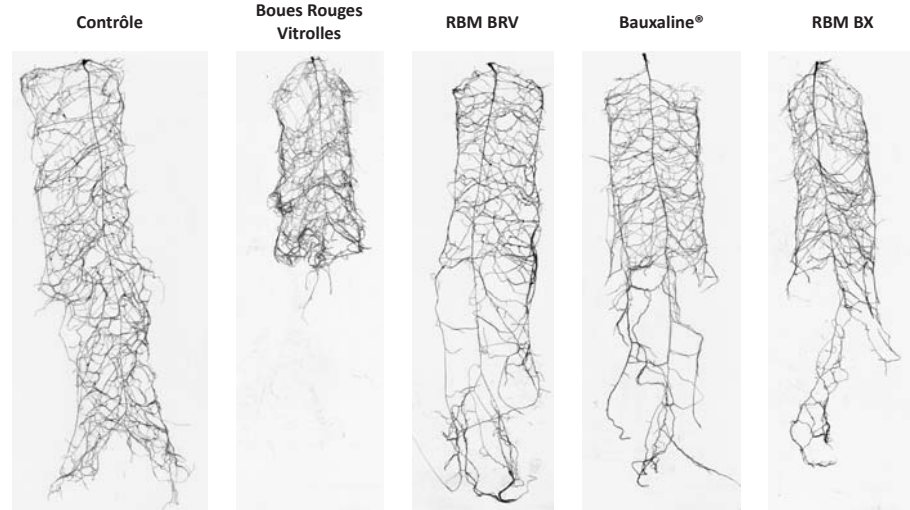 Contrôle
Boues Rouges
Vitrolles
RBM BRV
Bauxaline®
RBM BX